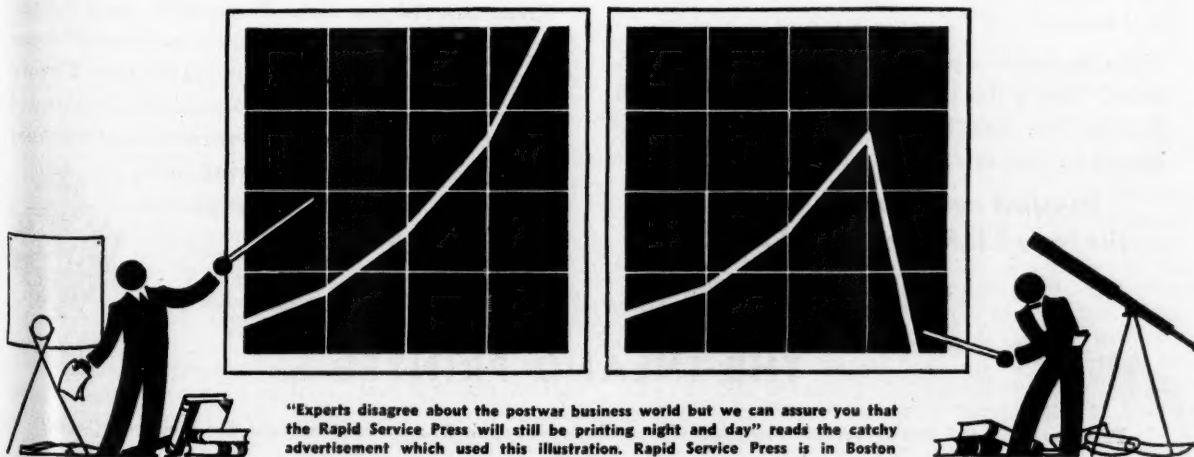 "Experts disagree about the postwar business world but we can assure you that
the Rapid Service Press will still be printing night and day" reads the catchy
advertisement which used this illustration. Rapid Service Press is in Boston